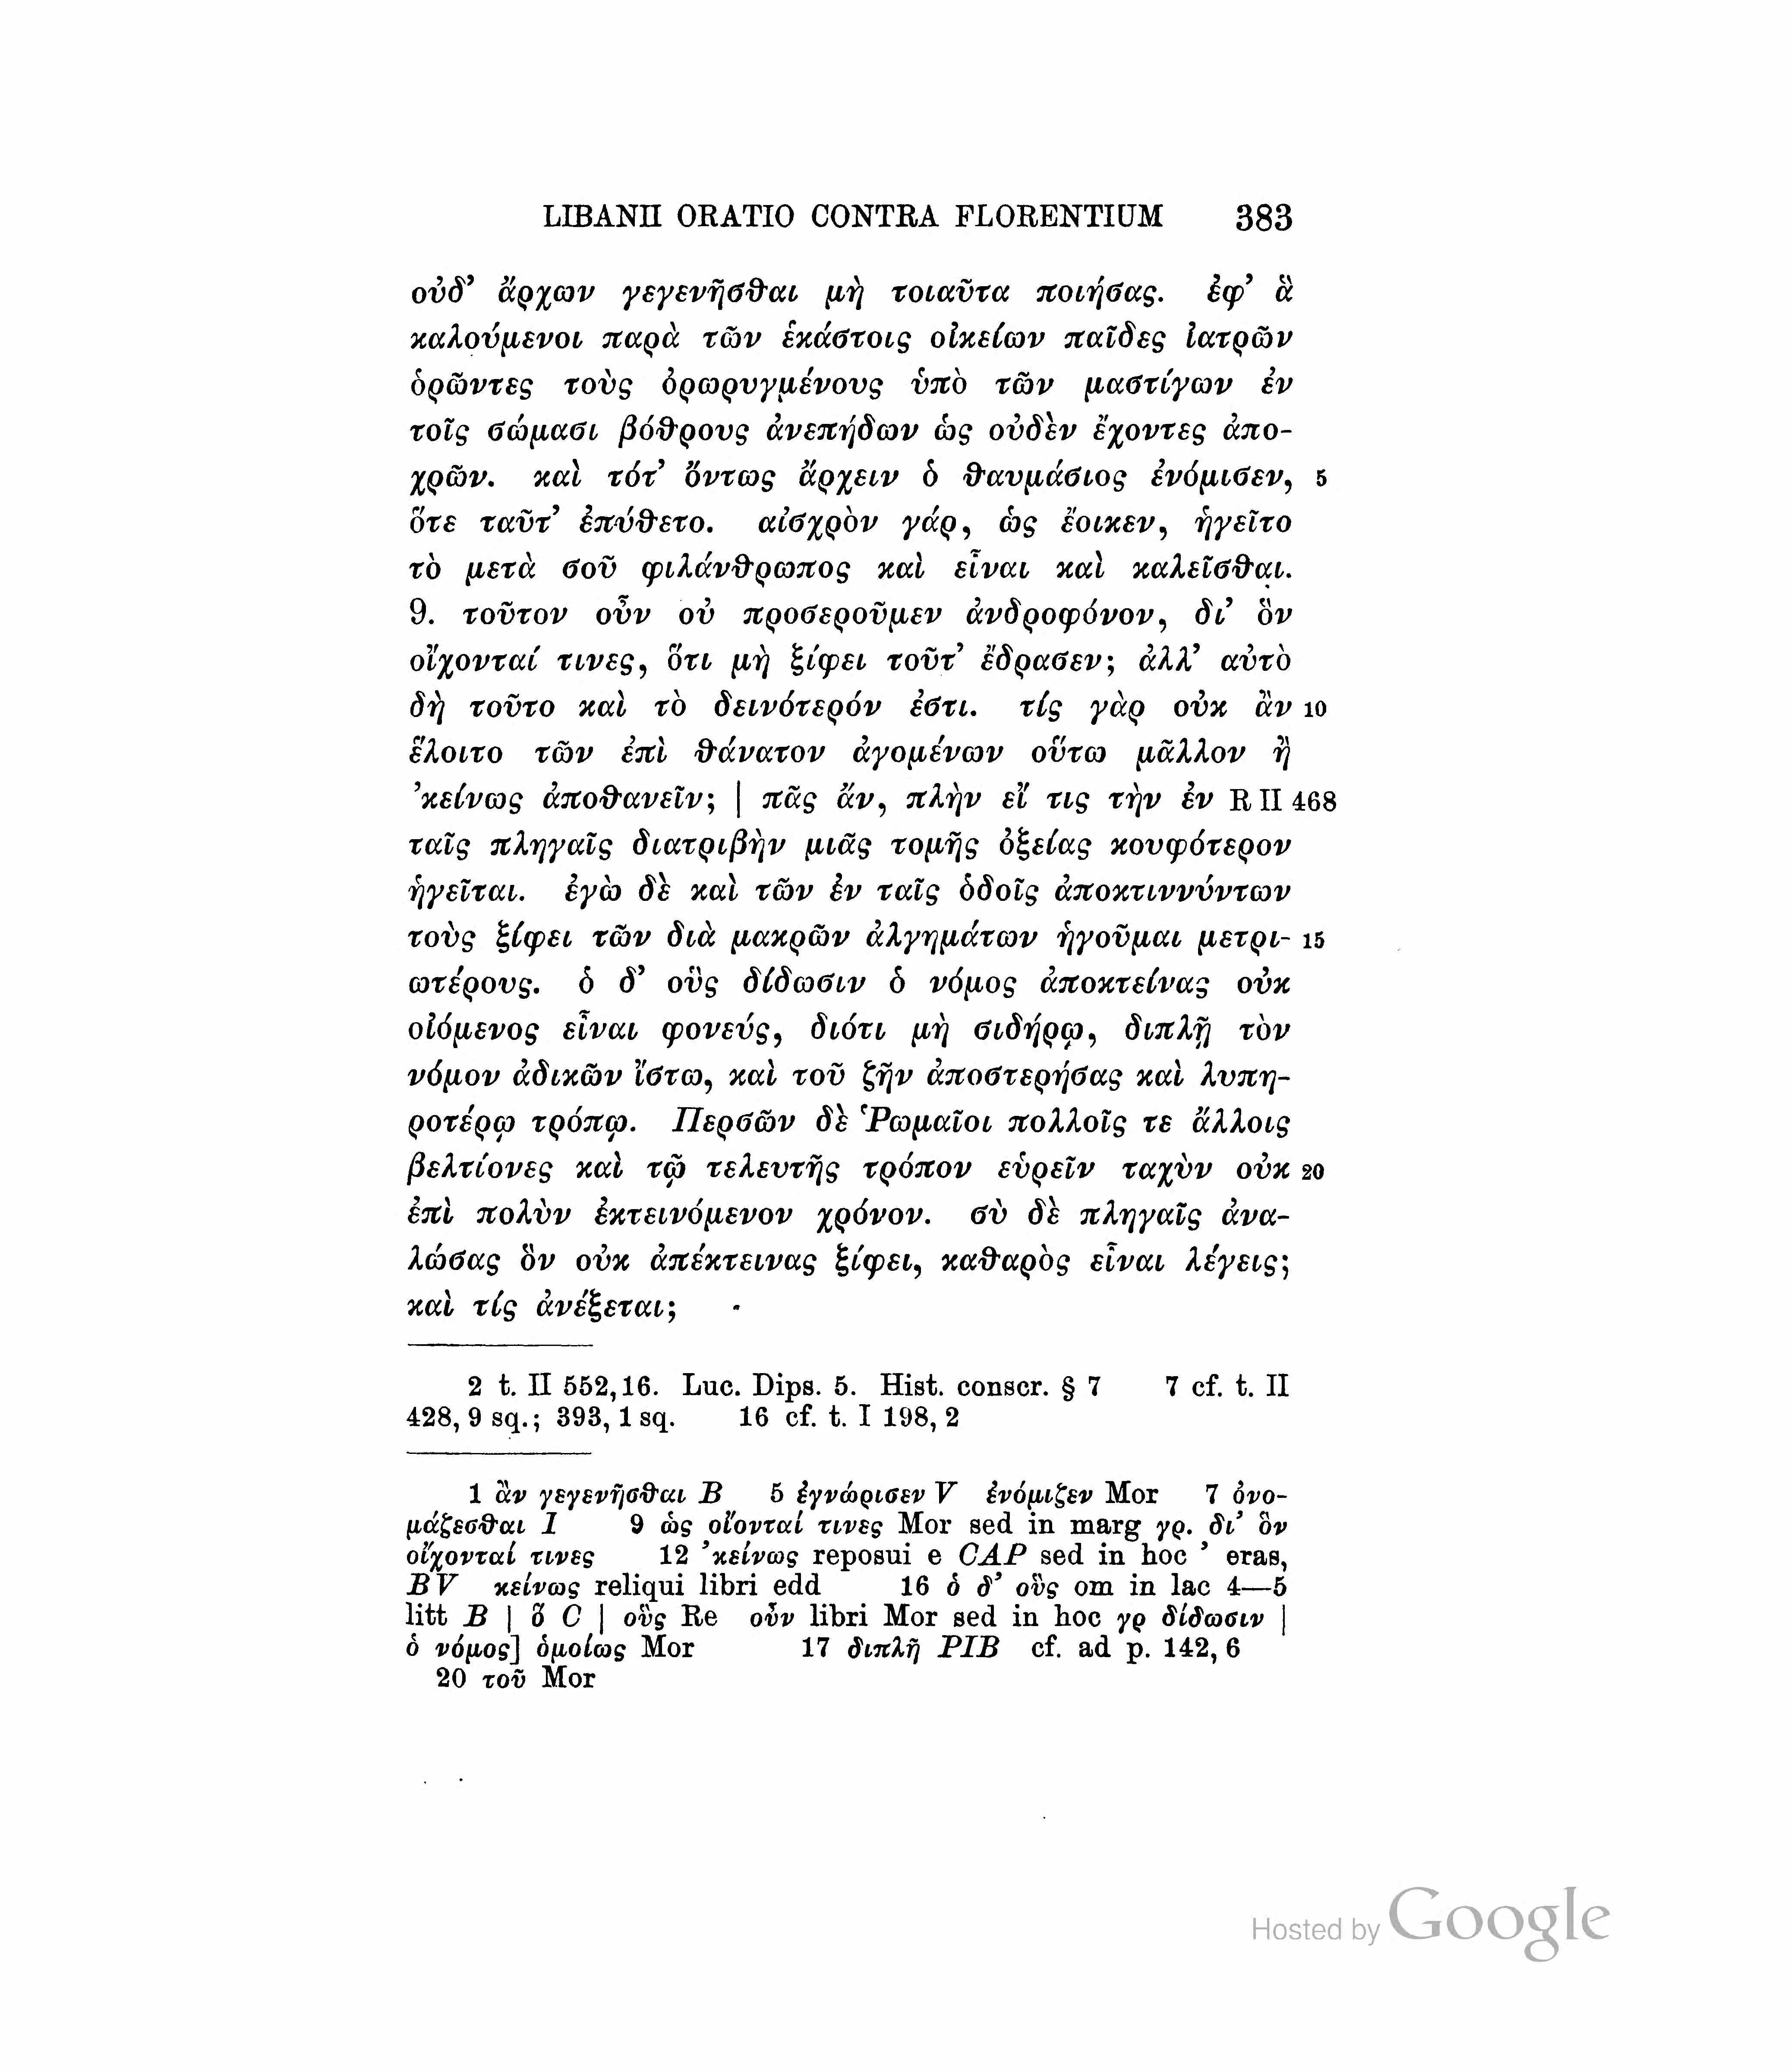 LIBANII ORATIO CONTRA FLORENTIUM 383
οὐδ’ ἄρχων γεγενῆσθαι μὴ τοιαῦτα ποιήσας. ἐφ’ ἃ
καλούμενοι παρὰ τῶν ἑκάστοις οἰκείων παῖδες ἰατρῶν
ὁρῶντες τοὺς ὀρωρυγμένους ὑπὸ τῶν μαστίγων ἐν
τοῖς σώμασι βόθρους ἀνεπήδων ὡς οὐδὲν ἔχοντες ἀπο-
χρῶν. καὶ τότ’ ὄντως ἄρχειν ὁ θαυμάσιος ἐνόμισεν, 5
ὅτε ταῦτ’ ἐπύθετο. αἰσχρὸν γάρ, ὡς ἔοικεν, ἡγεῖτο
τὸ μετὰ σοῦ φιλάνθρωπος καὶ εἶναι καὶ καλεῖσθαι.
9. τοῦτον οὖν οὐ προσεροῦμεν ἀνδροφόνον, δι’ ὃν
οἴχονταί τινες, ὅτι μὴ ξίφει τοῦτ’ ἔδρασεν; ἀλλ’ αὐτὸ
δὴ τοῦτο καὶ τὸ δεινότερόν ἐστι. τίς γὰρ οὐκ ἂν 10
ἕλοιτο τῶν ἐπὶ θάνατον ἀγομένων οὕτω μᾶλλον ἢ
’κείνως ἀποθανεῖν; | πᾶς ἄν, πλὴν εἴ τις τὴν ἐν R II 468
ταῖς πληγαῖς διατριβὴν μιᾶς τομῆς ὀξείας κουφότερον
ἡγεῖται. ἐγὼ δὲ καὶ τῶν ἐν ταῖς ὁδοῖς ἀποκτιννύντων
τοὺς ξίφει τῶν διὰ μακρῶν ἀλγημάτων ἡγοῦμαι μετρι- 15
ωτέρους. ὁ δ’ οὓς δίδωσιν ὁ νόμος ἀποκτείνας οὐκ
οἰόμενος εἶναι φονεύς, διότι μὴ σιδήρῳ, διπλῇ τὸν
νόμον ἀδικῶν ἴστω, καὶ τοῦ ζῆν ἀποστερήσας καὶ λυπη-
ροτέρῳ τρόπῳ. Περσῶν δὲ Ῥωμαῖοι πολλοῖς τε ἄλλοις
βελτίονες καὶ τῷ τελευτῆς τρόπον εὑρεῖν ταχὺν οὐκ 20
ἐπὶ πολὺν ἐκτεινόμενον χρόνον. σὺ δὲ πληγαῖς ἀνα-
λώσας ὃν οὐκ ἀπέκτεινας ξίφει, καθαρὸς εἶναι λέγεις;
καὶ τίς ἀνέξεται;
2 t. II 552, 16. Luc. Dips. 5. Hist. conscr. § 7 7 cf. t. II
428, 9 sq.; 393, 1 sq. 16 cf. t. I 198, 2
1 ἂν γεγενῆσθαι B 5 ἐγνώρισεν V ἐνόμιζεν Mor 7 ὀνο-
μάζεσθαι I 9 ὡς οἴονταί τινες Mor sed in marg γρ. δι’ ὃν
οἴχονταί τινες 12 ’κείνως reposui e CAP sed in hoc ’ eras,
BV κείνως reliqui libri edd 16 ὁ δ’ οὓς om in lac 4—5
litt B | ὃ C | οὓς Re οὖν libri Mor sed in hoc γρ δίδωσιν |
ὁ νόμος] ὁμοίως Mor 17 διπλῆ PIB cf. ad p. 142, 6
20 τοῦ Mor
Hosted by Google